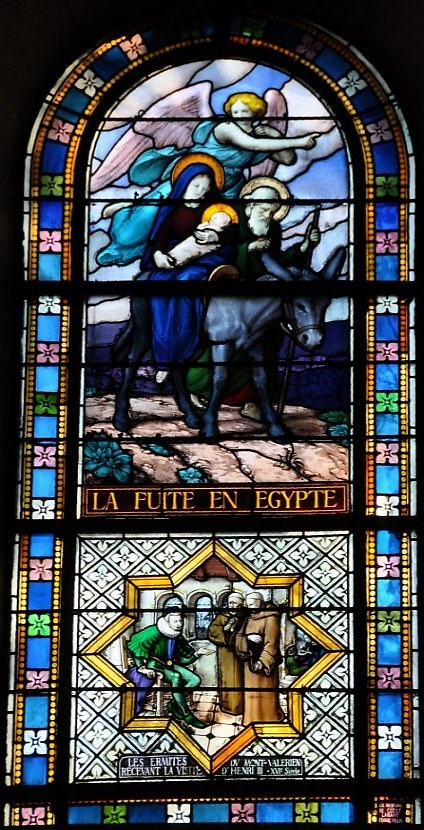 LA FUITE EN EGYPTE
LES ERMITES DU MONT-VALERIEN
RECEVANT LA VISITE D'HENRI III - XVIE Siècle